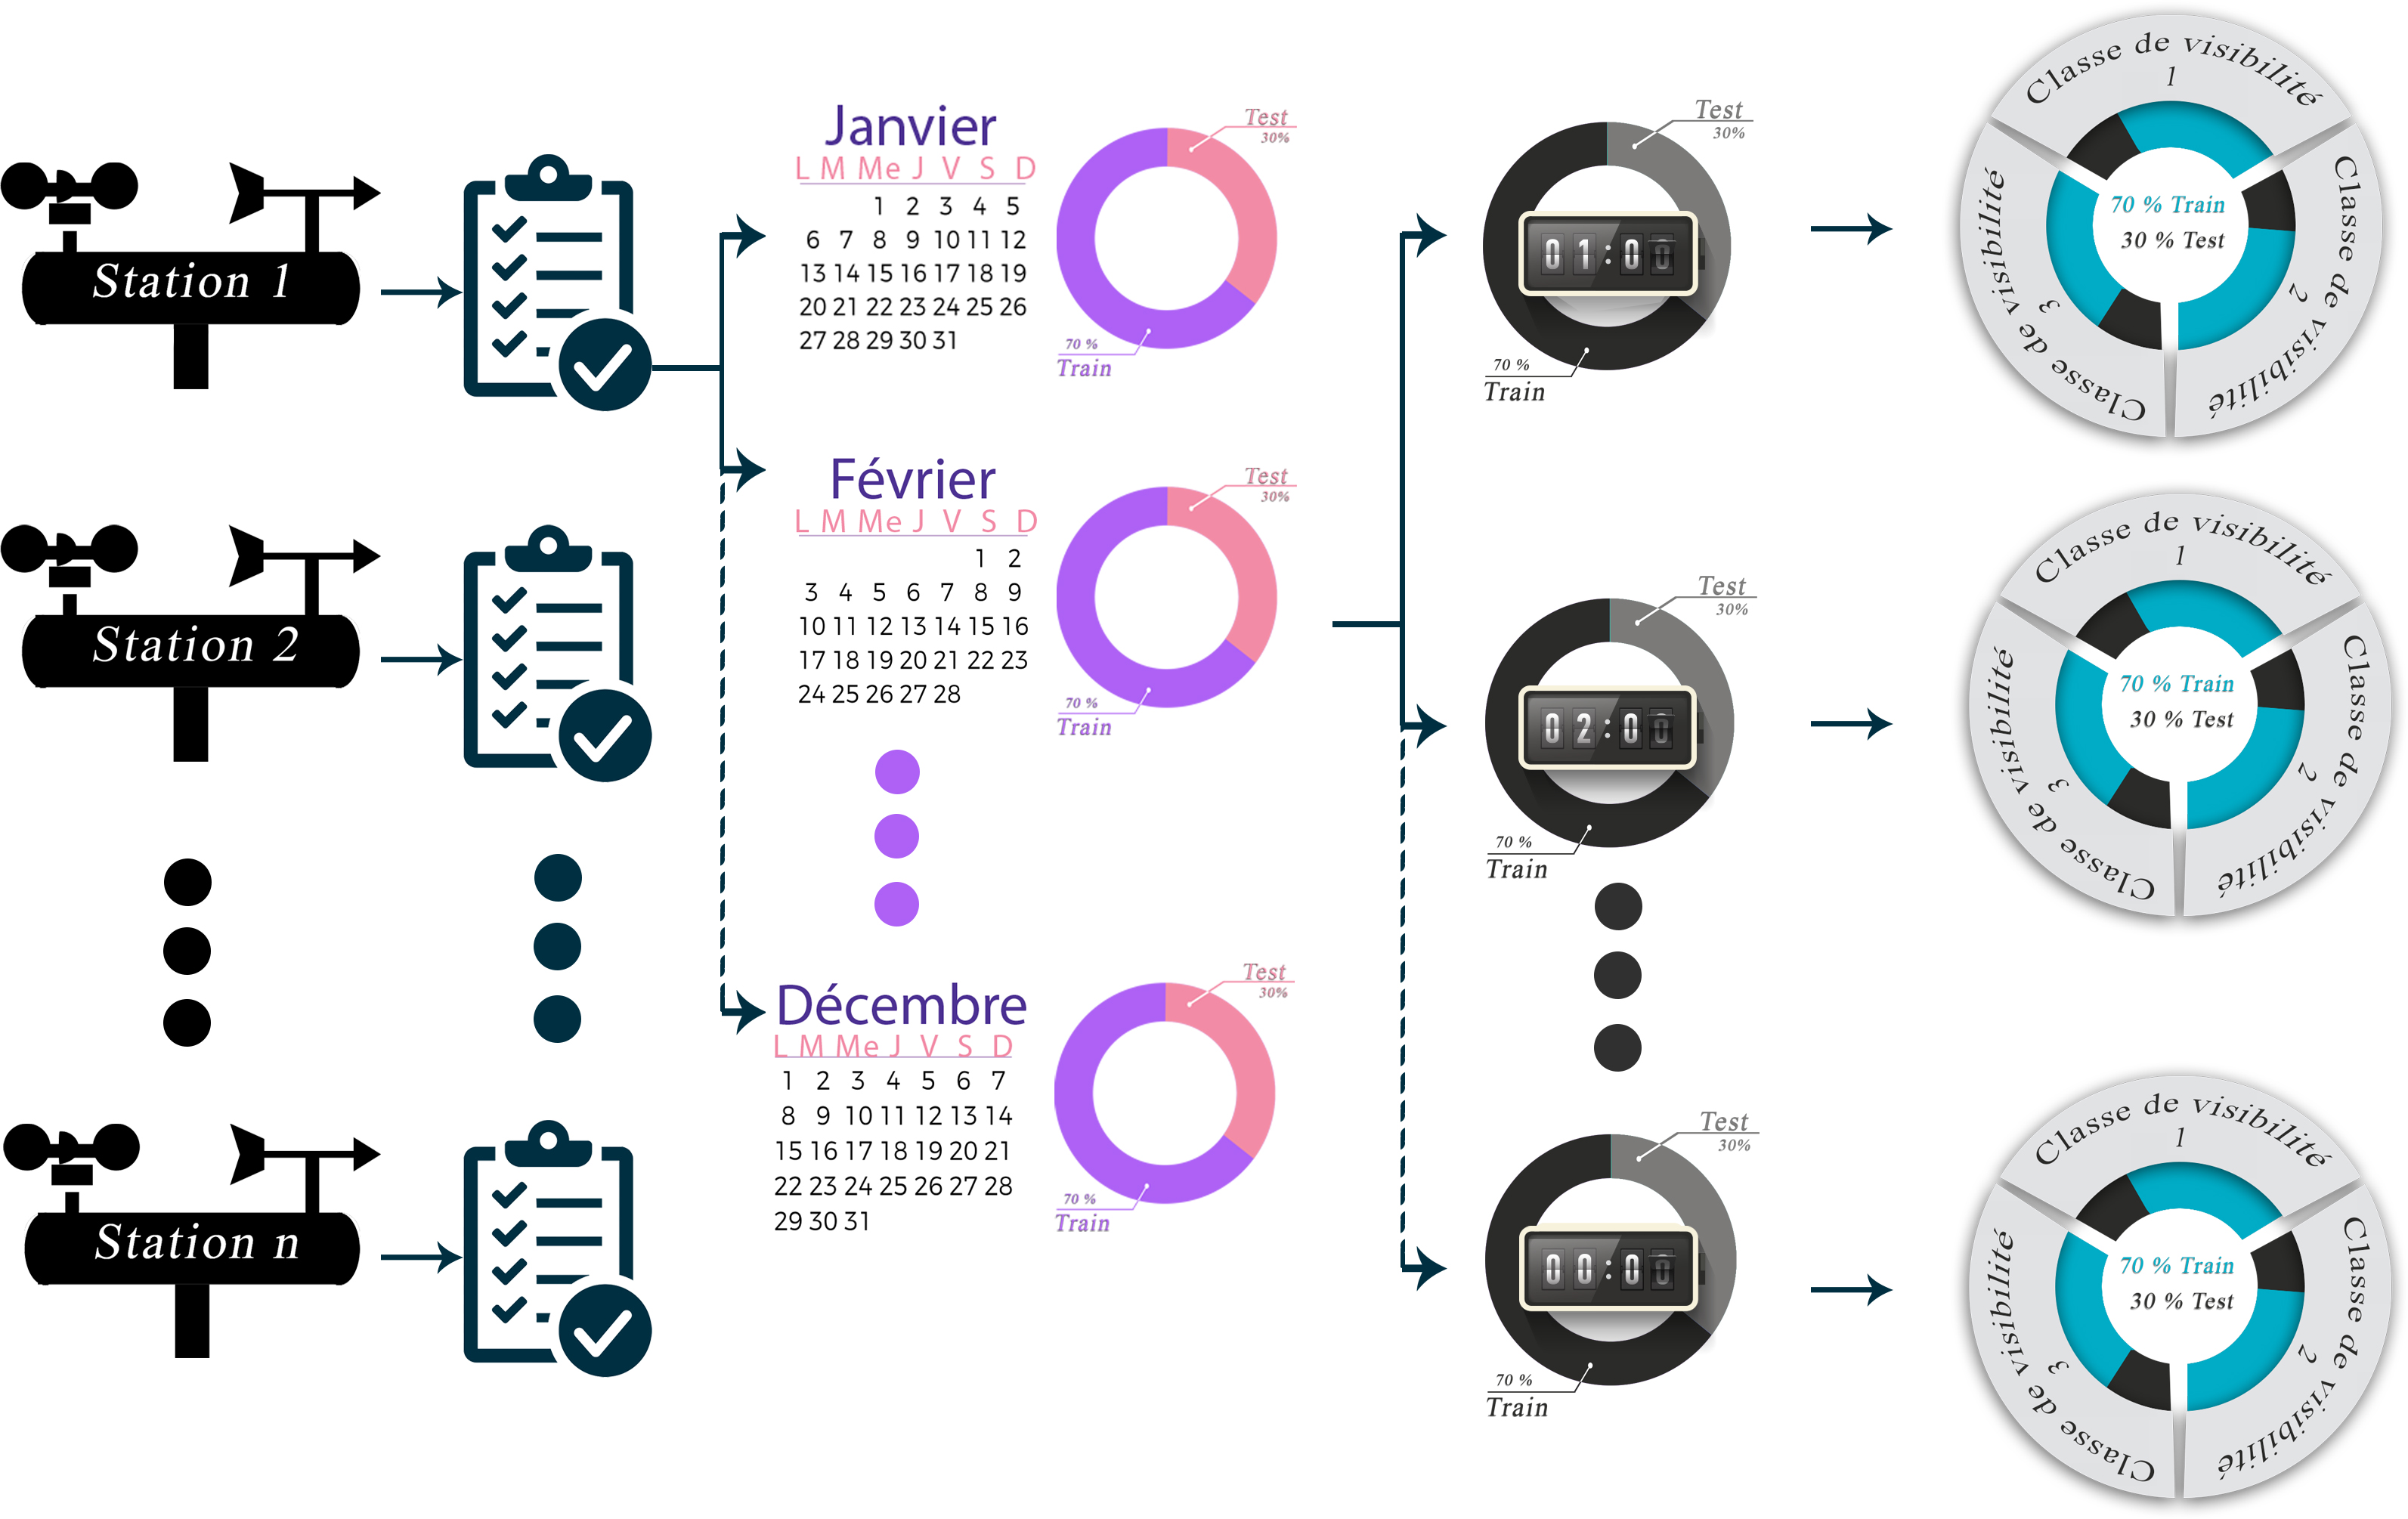 Station 1
Station 2
Station n
Janvier
L M Me J V S D
1 2 3 4 5
6 7 8 9 10 11 12
13 14 15 16 17 18 19
20 21 22 23 24 25 26
27 28 29 30 31
Test
30%
70 %
Train
Février
L M Me J V S D
1 2
3 4 5 6 7 8 9
10 11 12 13 14 15 16
17 18 19 20 21 22 23
24 25 26 27 28
Test
30%
70 %
Train
Décembre
L M Me J V S D
1 2 3 4 5 6 7
8 9 10 11 12 13 14
15 16 17 18 19 20 21
22 23 24 25 26 27 28
29 30 31
Test
30%
70 %
Train
Test
30%
01:00
70 %
Train
Test
30%
02:00
70 %
Train
Test
30%
00:00
70 %
Train
Classe de visibilité
1
Classe de visibilité
2
Classe de visibilité
3
70 % Train
30 % Test
Classe de visibilité
1
Classe de visibilité
2
Classe de visibilité
3
70 % Train
30 % Test
Classe de visibilité
1
Classe de visibilité
2
Classe de visibilité
3
70 % Train
30 % Test